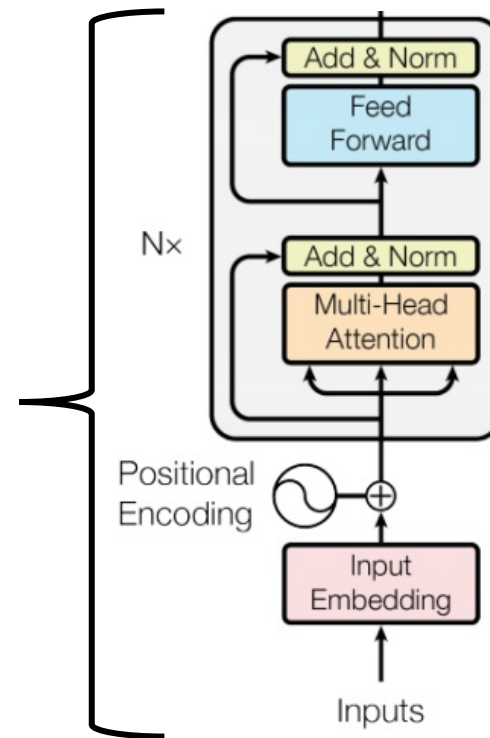 Add & Norm
Feed
Forward
N×
Add & Norm
Multi-Head
Attention
Positional
Encoding
Input
Embedding
Inputs